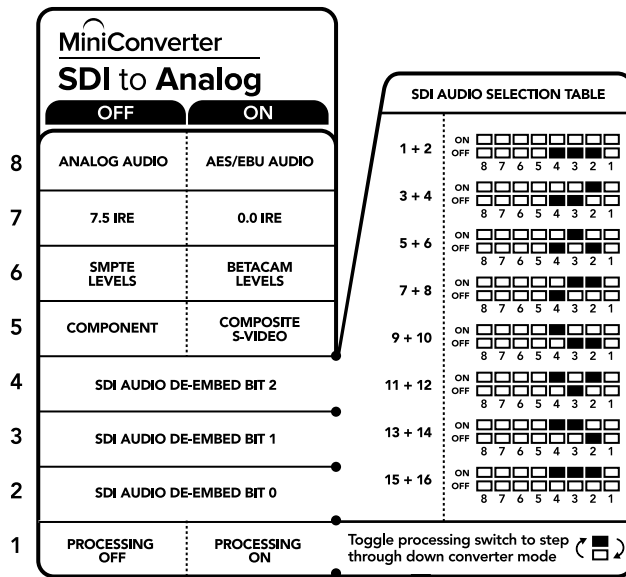 MiniConverter
SDI to Analog
OFF ON
8 ANALOG AUDIO AES/EBU AUDIO
7 7.5 IRE 0.0 IRE
6 SMPTE LEVELS BETACAM LEVELS
5 COMPONENT COMPOSITE S-VIDEO
4 SDI AUDIO DE-EMBED BIT 2
3 SDI AUDIO DE-EMBED BIT 1
2 SDI AUDIO DE-EMBED BIT 0
1 PROCESSING OFF PROCESSING ON
SDI AUDIO SELECTION TABLE
1 + 2 ON
OFF
8 7 6 5 4 3 2 1
3 + 4 ON
OFF
8 7 6 5 4 3 2 1
5 + 6 ON
OFF
8 7 6 5 4 3 2 1
7 + 8 ON
OFF
8 7 6 5 4 3 2 1
9 + 10 ON
OFF
8 7 6 5 4 3 2 1
11 + 12 ON
OFF
8 7 6 5 4 3 2 1
13 + 14 ON
OFF
8 7 6 5 4 3 2 1
15 + 16 ON
OFF
8 7 6 5 4 3 2 1
Toggle processing switch to step
through down converter mode